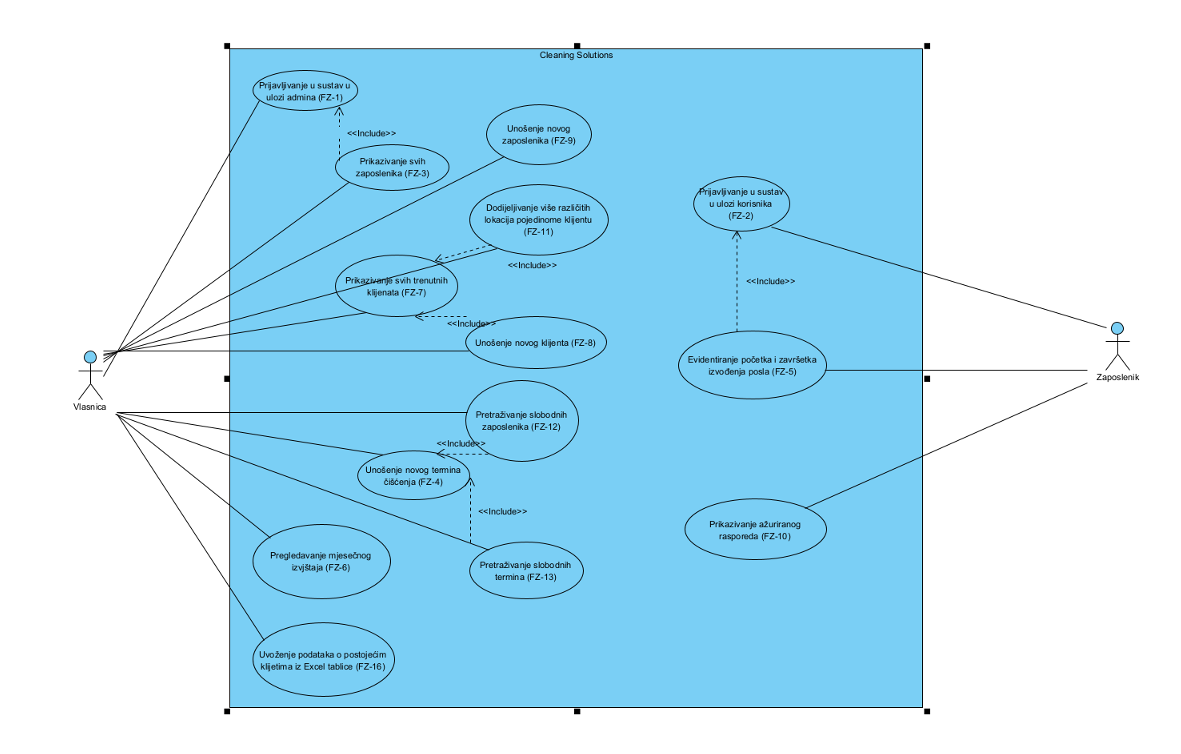 Cleaning Solutions
Prijavljivanje u sustav u
ulozi admina (FZ-1)
<<Include>>
Prikazivanje svih
zaposlenika (FZ-3)
Unošenje novog
zaposlenika (FZ-9)
Dodijeljivanje više različitih
lokacija pojedinome klijentu
(FZ-11)
<<Include>>
Prikazivanje svih trenutnih
klijenata (FZ-7)
<<Include>>
Unošenje novog klijenta (FZ-8)
Prijavljivanje u sustav
u ulozi korisnika
(FZ-2)
<<Include>>
Evidentiranje početka i završetka
izvođenja posla (FZ-5)
Zaposlenik
Vlasnica
Pretraživanje slobodnih
zaposlenika (FZ-12)
<<Include>>
Unošenje novog termina
čišćenja (FZ-4)
<<Include>>
Prikazivanje ažuriranog
rasporeda (FZ-10)
Pregledavanje mjesečnog
izvjštaja (FZ-6)
Pretraživanje slobodnih
termina (FZ-13)
Uvoženje podataka o postojećim
klijetima iz Excel tablice (FZ-16)